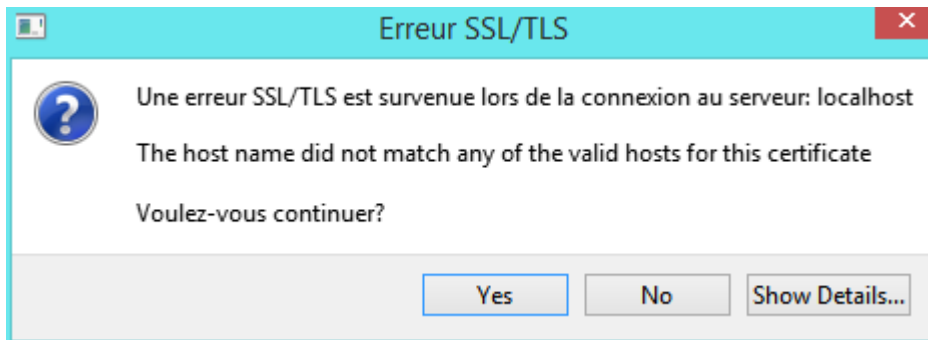 Erreur SSL/TLS
Une erreur SSL/TLS est survenue lors de la connexion au serveur: localhost
The host name did not match any of the valid hosts for this certificate
Voulez-vous continuer?
Yes No Show Details...